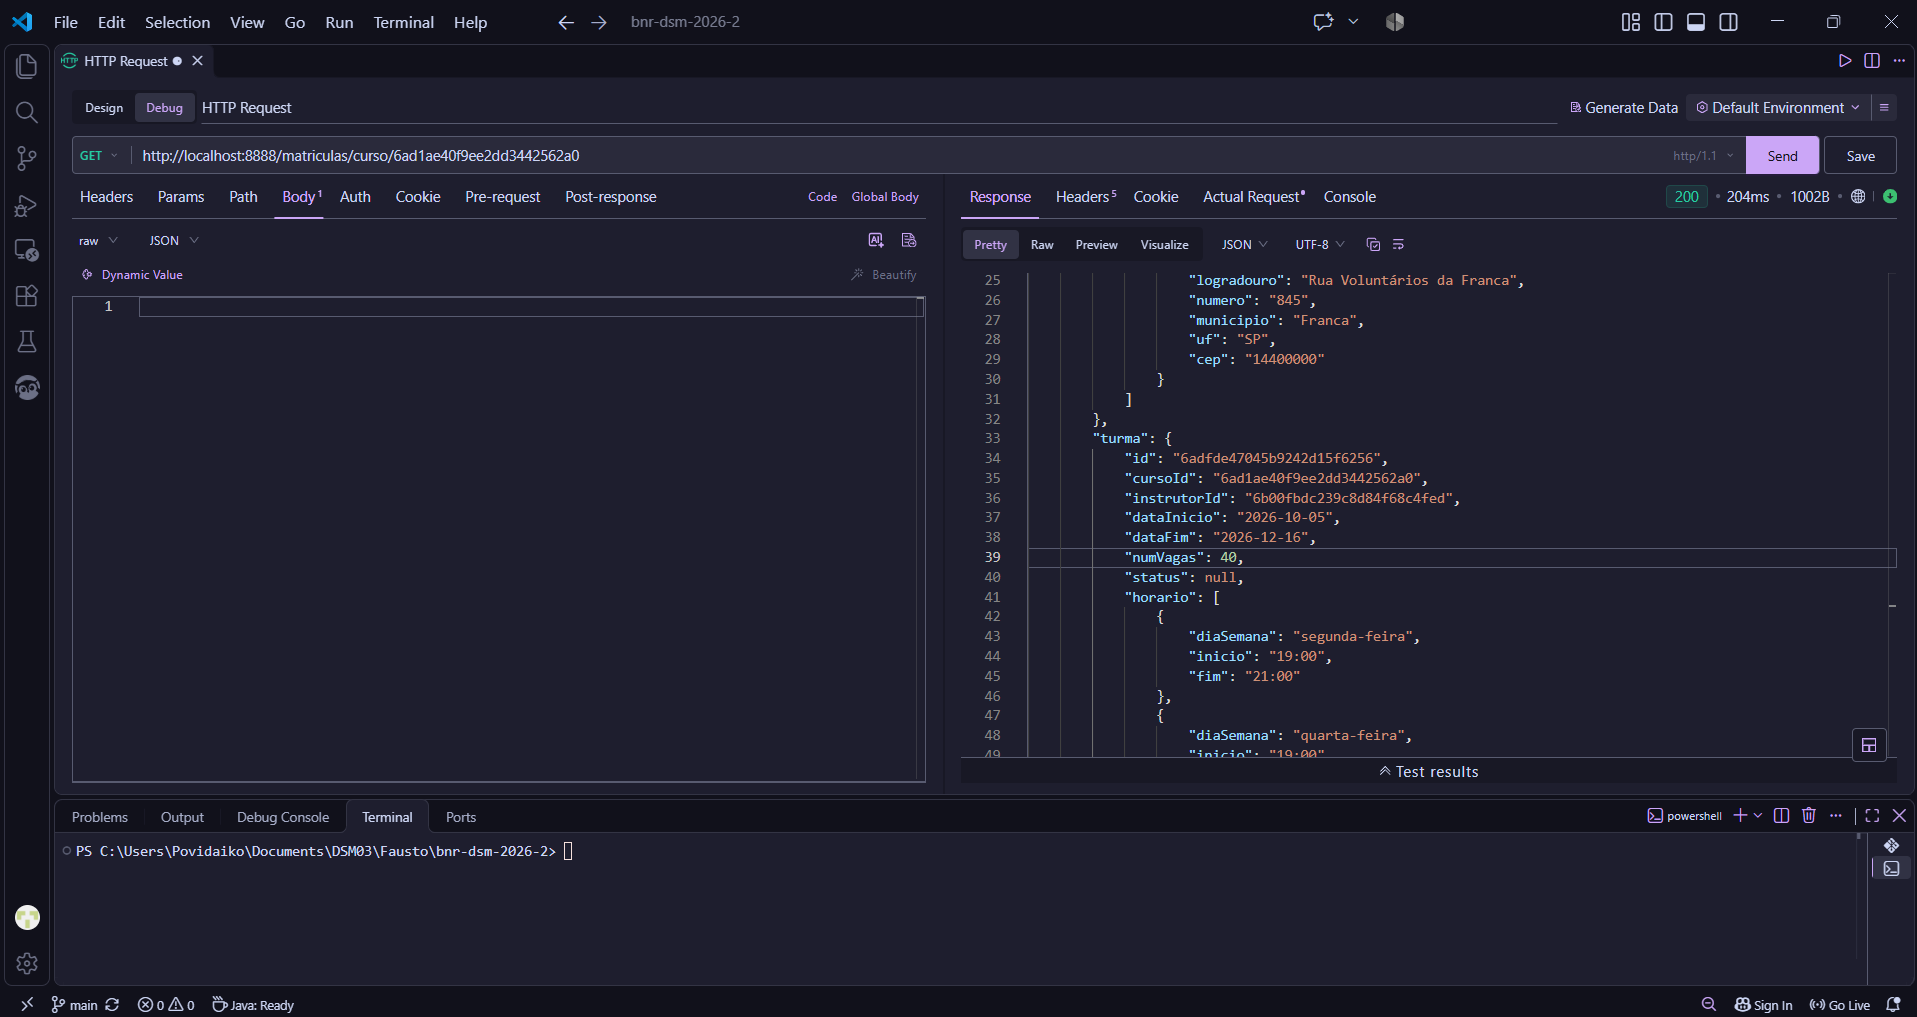 File Edit Selection View Go Run Terminal Help bnr-dsm-2026-2
HTTP HTTP Request
Design Debug HTTP Request Generate Data Default Environment
GET http://localhost:8888/matriculas/curso/6ad1ae40f9ee2dd3442562a0 http/1.1 Send Save
Headers Params Path Body 1 Auth Cookie Pre-request Post-response Code Global Body
raw JSON AI
Dynamic Value Beautify
1
Response Headers 5 Cookie Actual Request Console 200 • 204ms • 1002B
Pretty Raw Preview Visualize JSON UTF-8
25 "logradouro": "Rua Voluntários da Franca",
26 "numero": "845",
27 "municipio": "Franca",
28 "uf": "SP",
29 "cep": "14400000"
30 }
31 ]
32 },
33 "turma": {
34 "id": "6adfde47045b9242d15f6256",
35 "cursoId": "6ad1ae40f9ee2dd3442562a0",
36 "instrutorId": "6b00fbdc239c8d84f68c4fed",
37 "dataInicio": "2026-10-05",
38 "dataFim": "2026-12-16",
39 "numVagas": 40,
40 "status": null,
41 "horario": [
42 {
43 "diaSemana": "segunda-feira",
44 "inicio": "19:00",
45 "fim": "21:00"
46 },
47 {
48 "diaSemana": "quarta-feira",
49 "inicio": "19:00"
Test results
Problems Output Debug Console Terminal Ports powershell
PS C:\Users\Povidaiko\Documents\DSM03\Fausto\bnr-dsm-2026-2>
main 0 0 Java: Ready Sign In Go Live